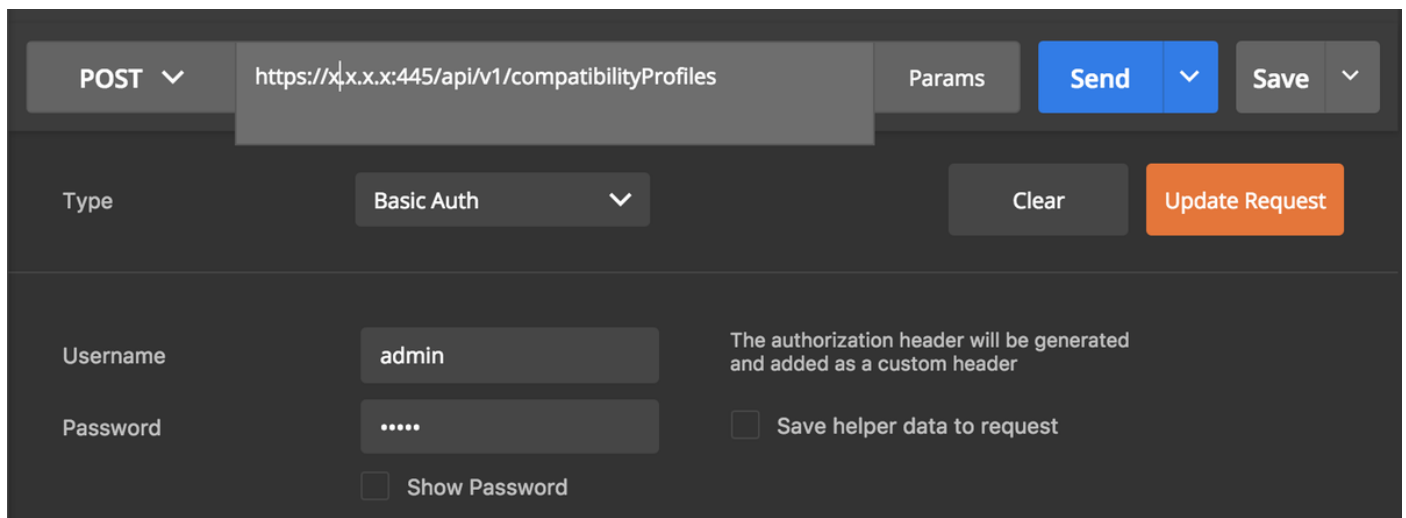 POST https://x.x.x.x:445/api/v1/compatibilityProfiles Params Send Save
Type Basic Auth Clear Update Request
Username admin The authorization header will be generated
and added as a custom header
Password ••••• Save helper data to request
Show Password